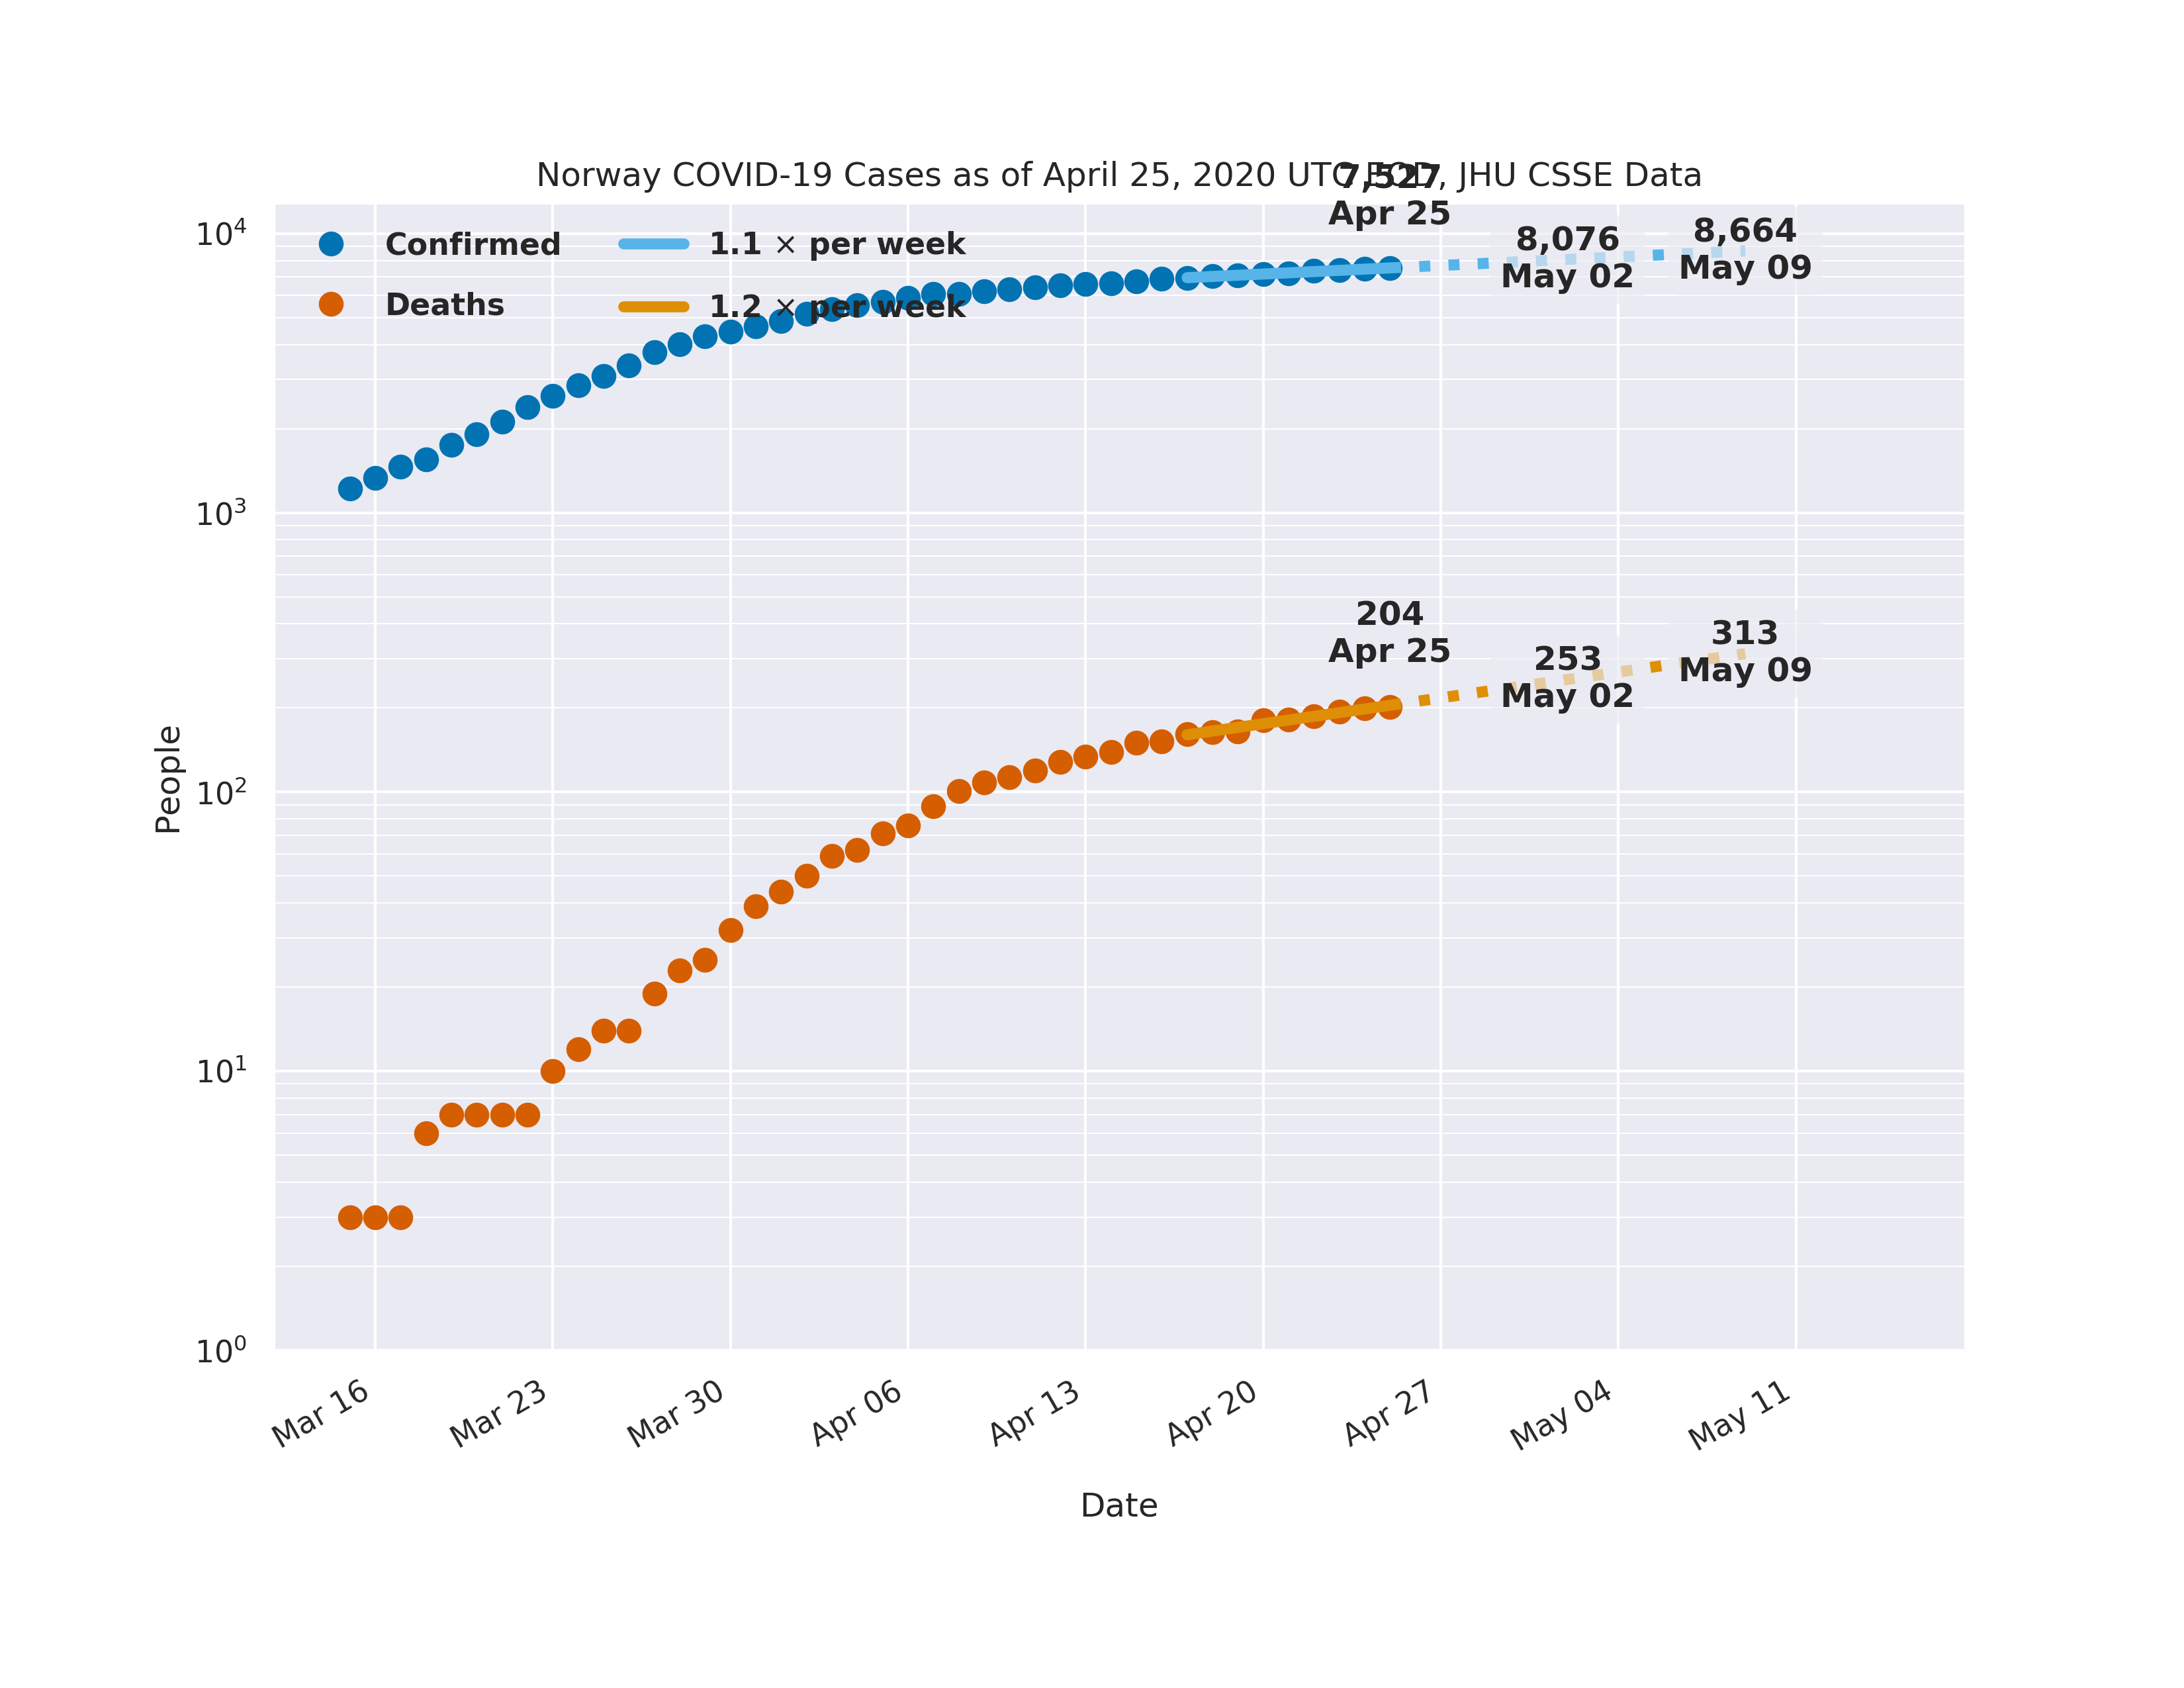 Norway COVID-19 Cases as of April 25, 2020 UTC EOD, JHU CSSE Data
7,527
Apr 25
8,076
May 02
8,664
May 09
Confirmed
Deaths
1.1 × per week
1.2 × per week
204
Apr 25
253
May 02
313
May 09
People
10⁴
10³
10²
10¹
10⁰
Mar 16
Mar 23
Mar 30
Apr 06
Apr 13
Apr 20
Apr 27
May 04
May 11
Date